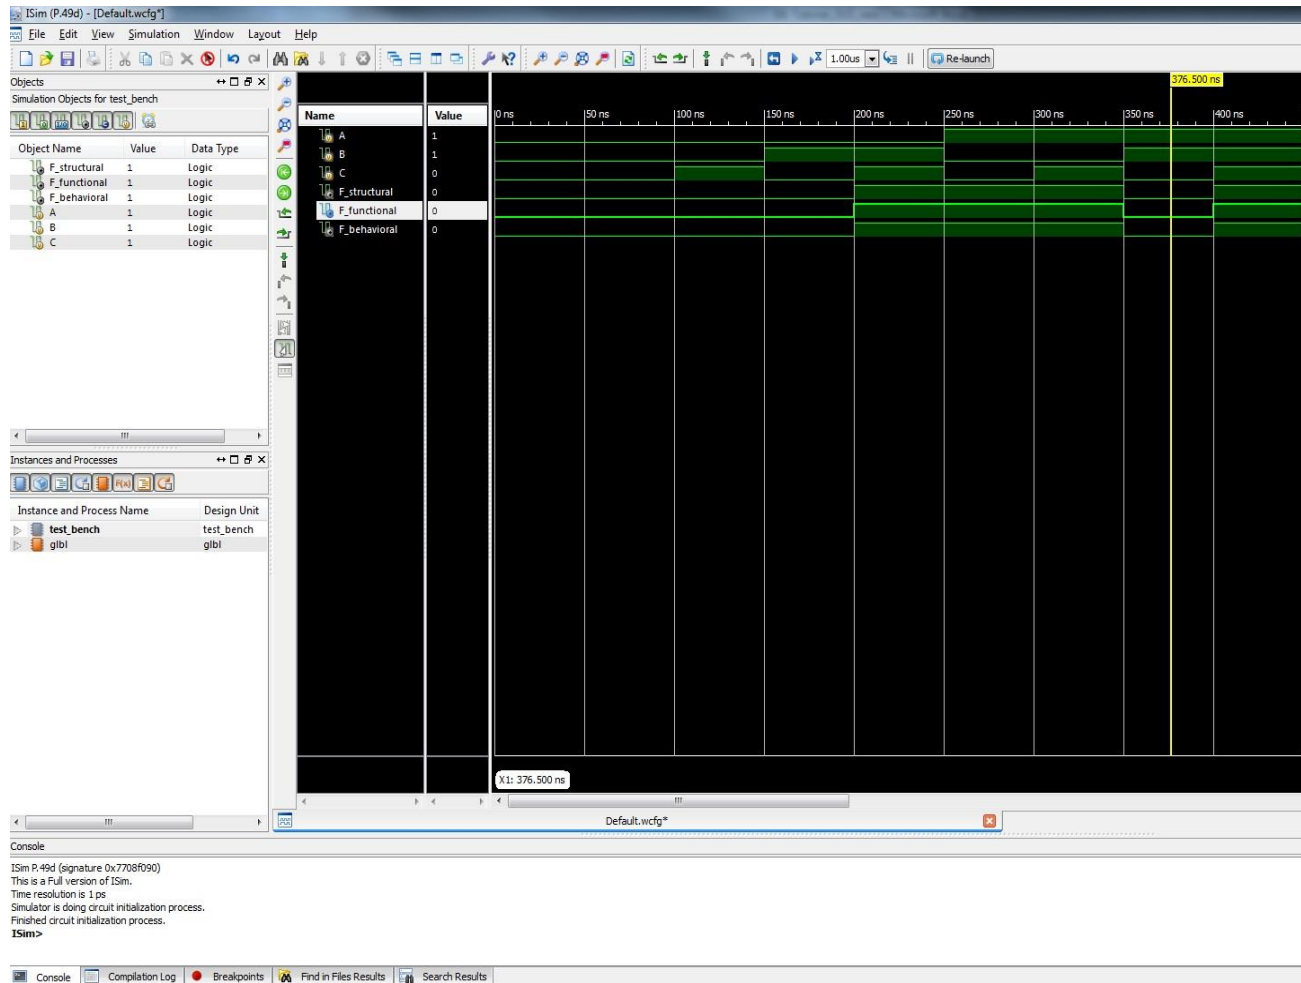 ISim (P.49d) - [Default.wcfg*]
File Edit View Simulation Window Layout Help
1.00us Re-launch
Objects
Simulation Objects for test_bench
Object Name Value Data Type
F_structural 1 Logic
F_functional 1 Logic
F_behavioral 1 Logic
A 1 Logic
B 1 Logic
C 1 Logic
Instances and Processes
F(x)
Instance and Process Name Design Unit
test_bench test_bench
glbl glbl
376.500 ns
Name Value 0 ns 50 ns 100 ns 150 ns 200 ns 250 ns 300 ns 350 ns 400 ns
A 1
B 1
C 0
F_structural 0
F_functional 0
F_behavioral 0
X1: 376.500 ns
Default.wcfg*
Console
ISim P.49d (signature 0x7708f090)
This is a Full version of ISim.
Time resolution is 1 ps
Simulator is doing circuit initialization process.
Finished circuit initialization process.
ISim>
Console Compilation Log Breakpoints Find in Files Results Search Results